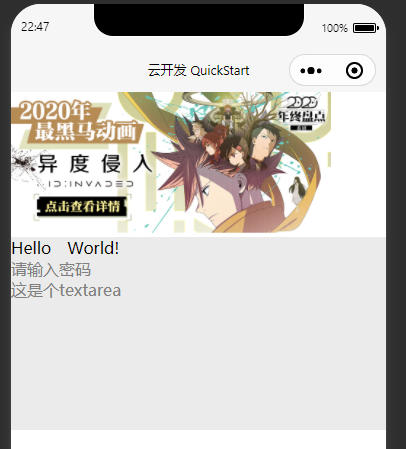 22:47
100%
云开发 QuickStart
2020年
最黑马动画
2020
年终盘点
异度侵入
ID:INVADED
点击查看详情
Hello World!
请输入密码
这是个textarea